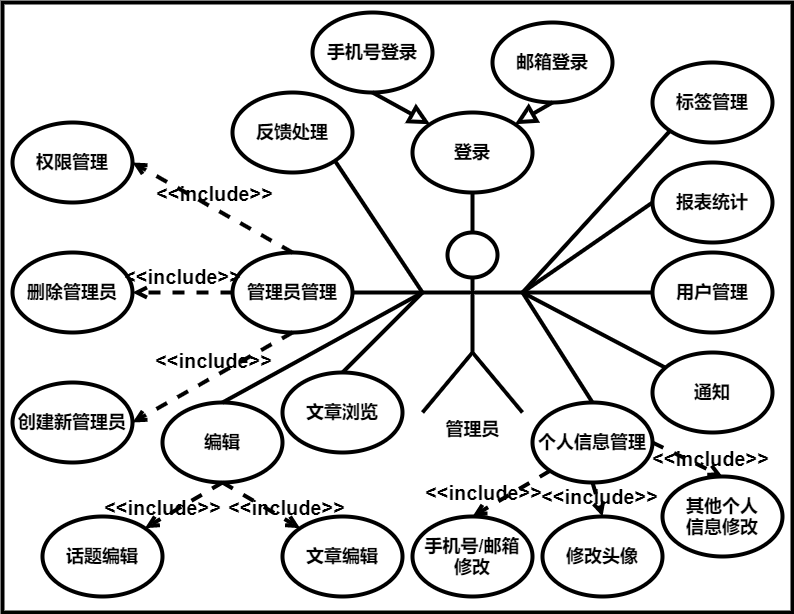 手机号登录
邮箱登录
标签管理
反馈处理
登录
权限管理
<<include>>
报表统计
<<include>>
删除管理员
管理员管理
用户管理
<<include>>
通知
创建新管理员
编辑
文章浏览
管理员
个人信息管理
<<include>>
<<include>>
<<include>>
<<include>>
<<include>>
<<include>>
话题编辑
文章编辑
手机号/邮箱
修改
修改头像
其他个人
信息修改